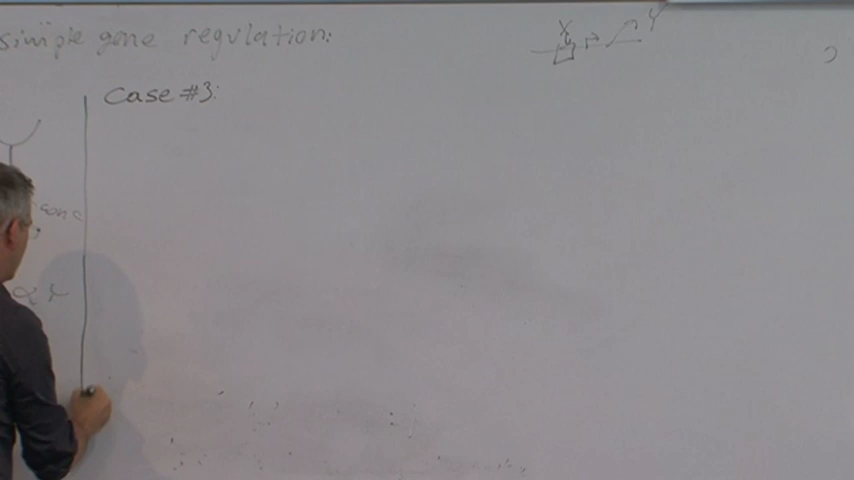 simple gene regulation:
X
Y
Case #3:
conc
α